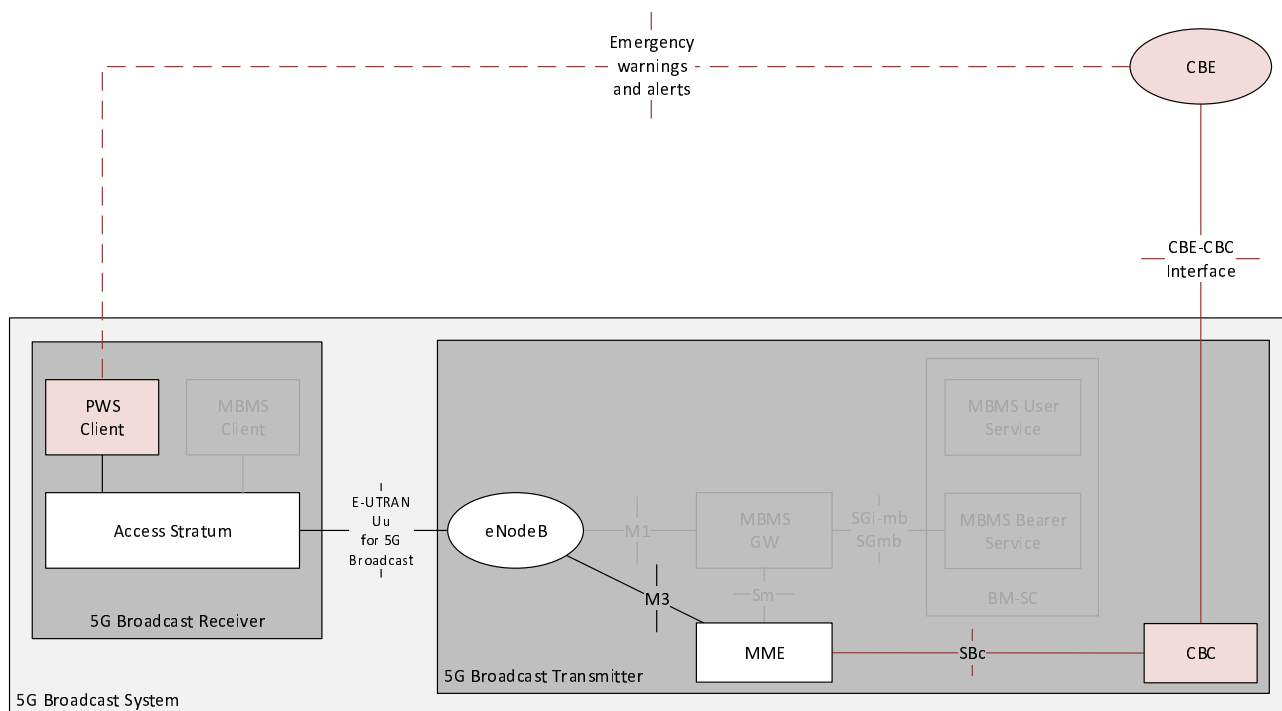 Emergency
warnings
and alerts
CBE
CBE-CBC
Interface
PWS
Client
MBMS
Client
Access Stratum
5G Broadcast Receiver
E-UTRAN
Uu
for 5G
Broadcast
eNodeB
M1
MBMS
GW
SGi-mb
SGmb
MBMS User
Service
MBMS Bearer
Service
BM-SC
M3
Sm
MME
SBc
CBC
5G Broadcast Transmitter
5G Broadcast System